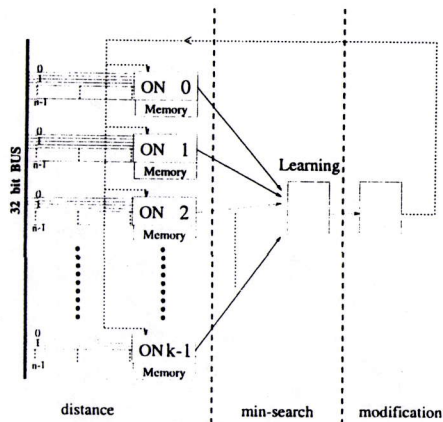 0
1
n-1
ON 0
Memory
0
1
n-1
ON 1
Memory
Learning
0
1
n-1
ON 2
Memory
32 bit BUS
0
1
n-1
ON k-1
Memory
distance
min-search
modification